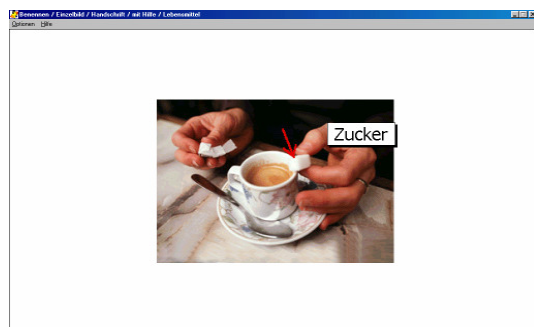 Benennen / Einzelbild / Handschrift / mit Hilfe / Lebensmittel
Optionen Hilfe
Zucker